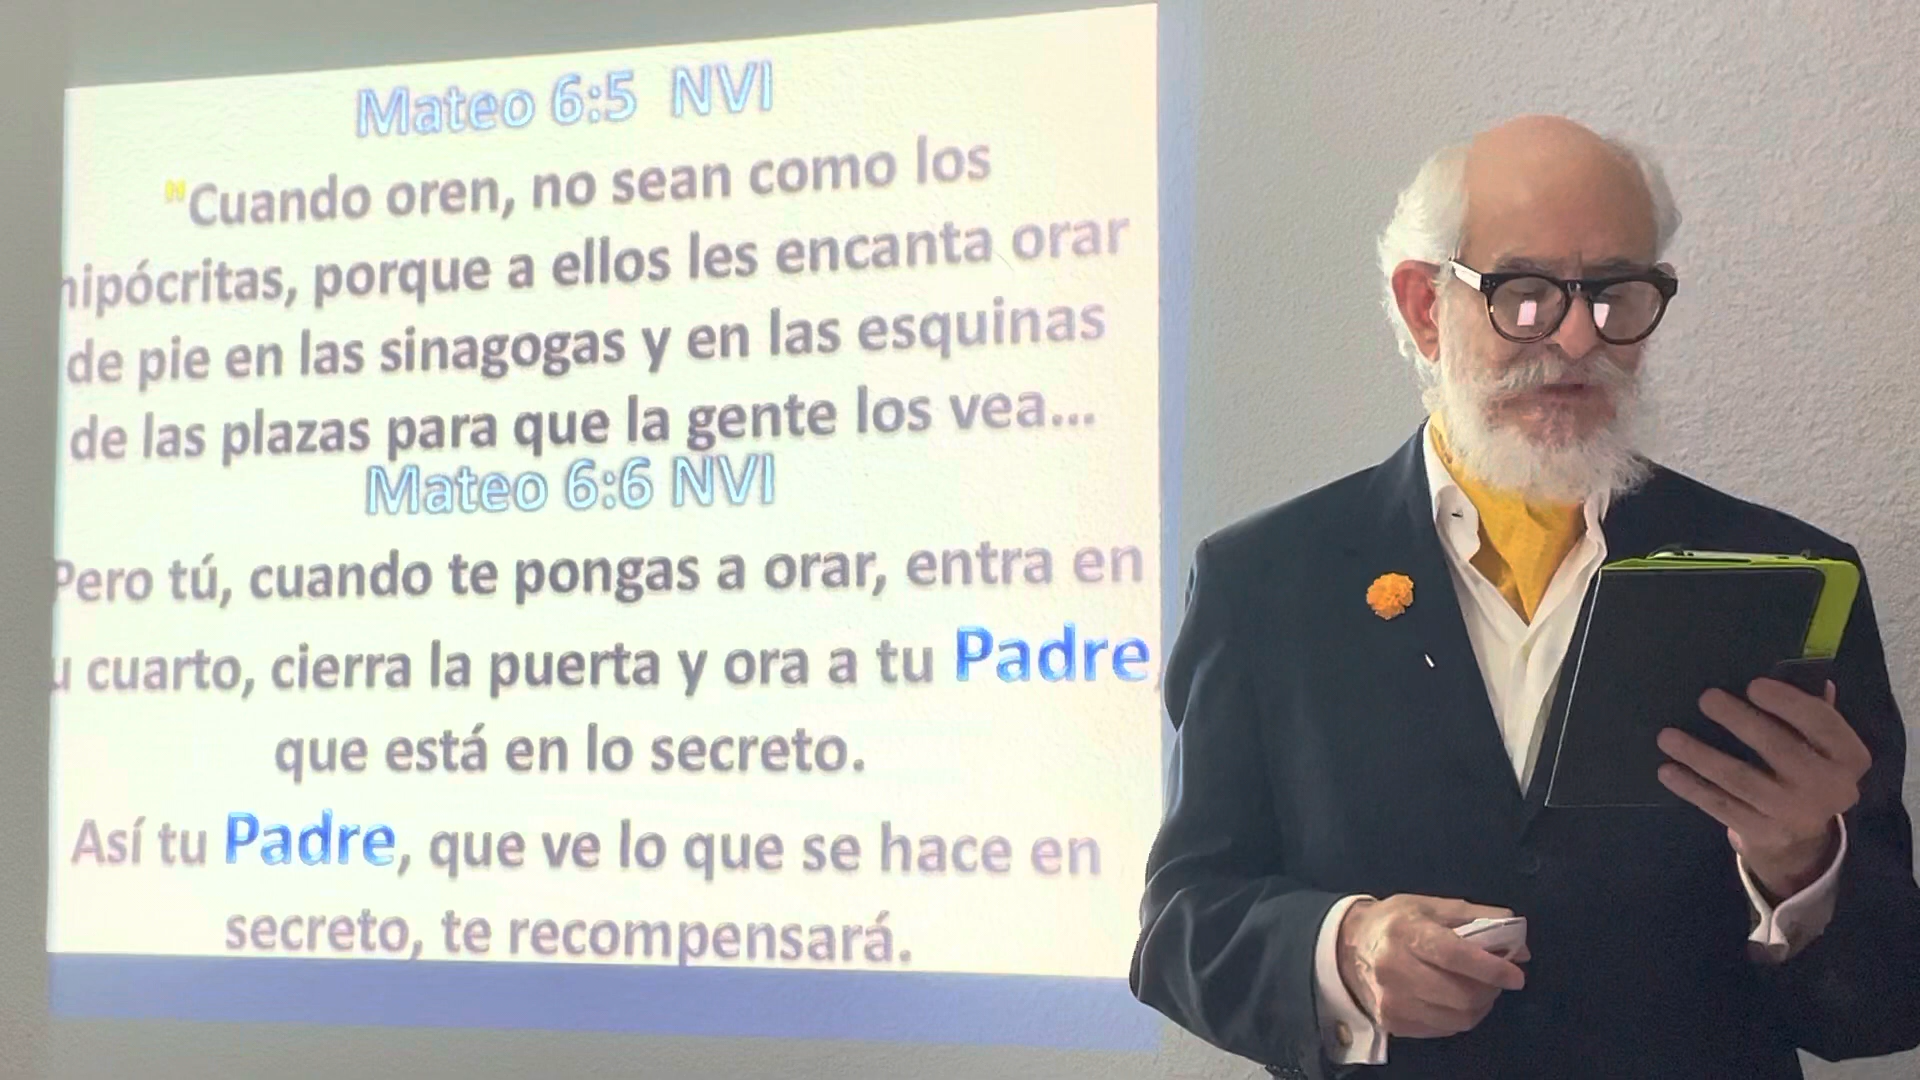 Mateo 6:5 NVI
"Cuando oren, no sean como los
hipócritas, porque a ellos les encanta orar
de pie en las sinagogas y en las esquinas
de las plazas para que la gente los vea...
Mateo 6:6 NVI
Pero tú, cuando te pongas a orar, entra en
u cuarto, cierra la puerta y ora a tu Padre,
que está en lo secreto.
Así tu Padre, que ve lo que se hace en
secreto, te recompensará.